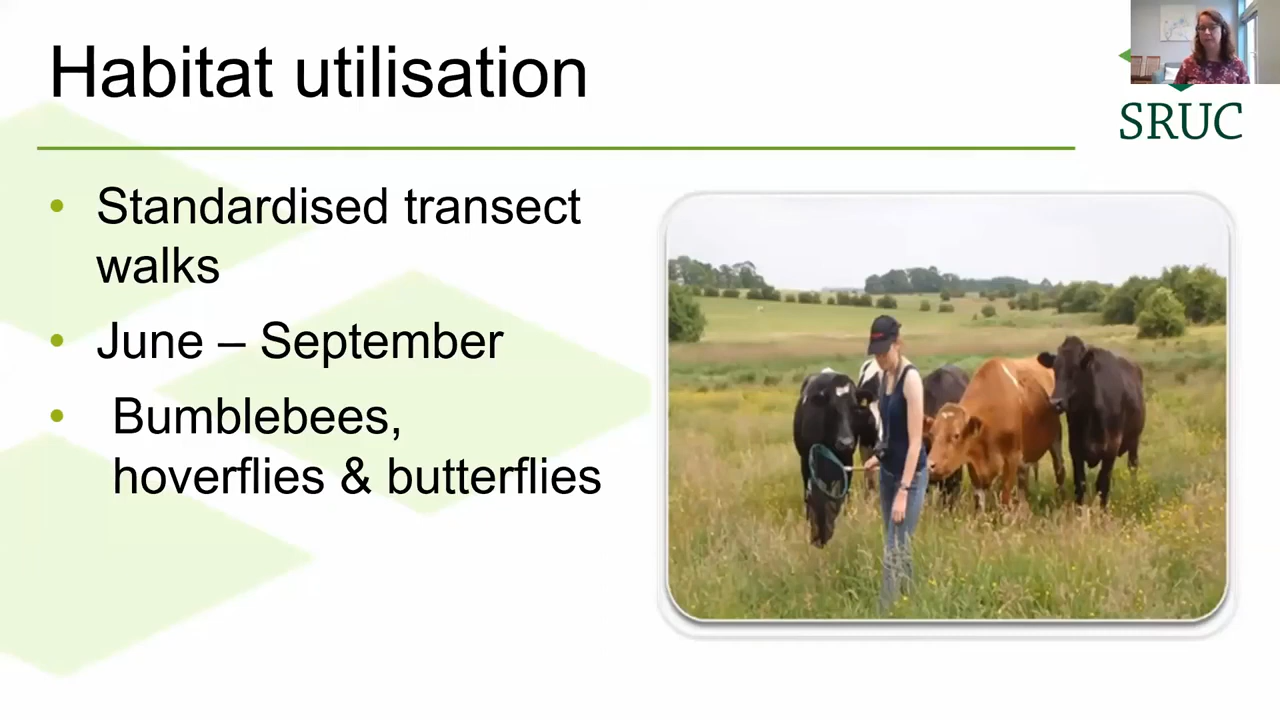 Habitat utilisation
SRUC
• Standardised transect
walks
• June – September
• Bumblebees,
hoverflies & butterflies